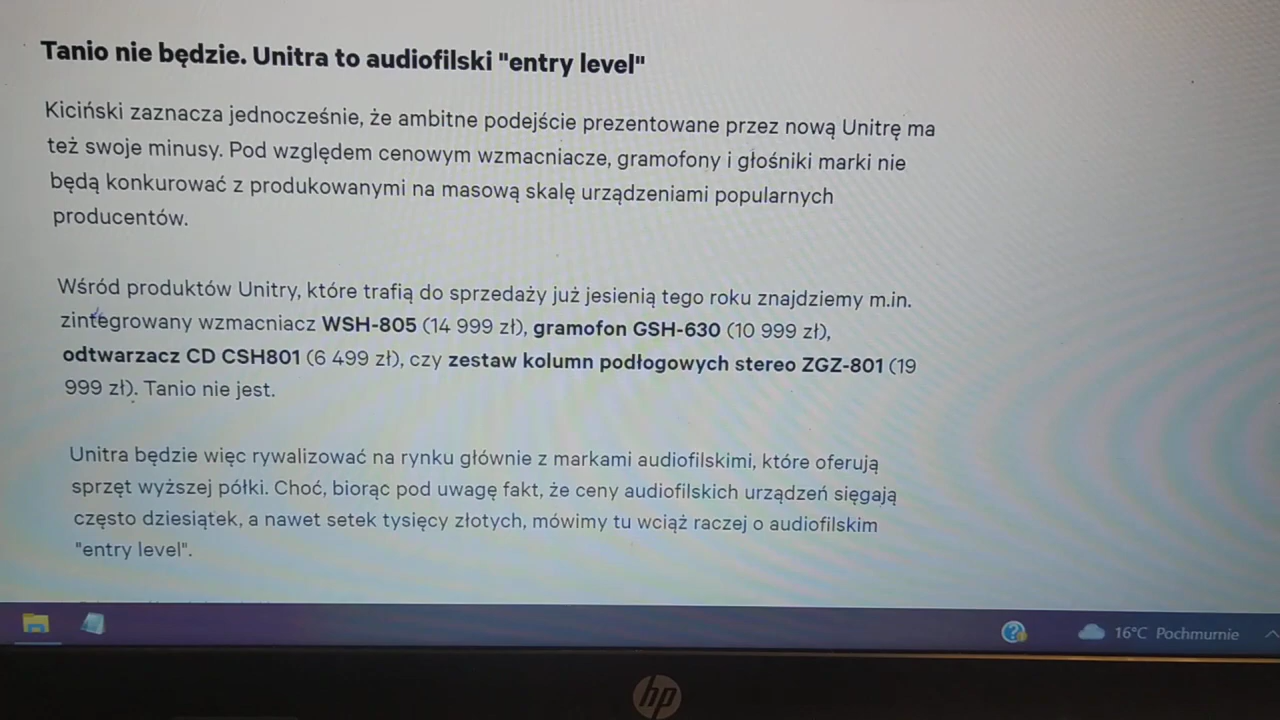 Tanio nie będzie. Unitra to audiofilski "entry level"
Kiciński zaznacza jednocześnie, że ambitne podejście prezentowane przez nową Unitrę ma
też swoje minusy. Pod względem cenowym wzmacniacze, gramofony i głośniki marki nie
będą konkurować z produkowanymi na masową skalę urządzeniami popularnych
producentów.
Wśród produktów Unitry, które trafią do sprzedaży już jesienią tego roku znajdziemy m.in.
zintegrowany wzmacniacz WSH-805 (14 999 zł), gramofon GSH-630 (10 999 zł),
odtwarzacz CD CSH801 (6 499 zł), czy zestaw kolumn podłogowych stereo ZGZ-801 (19
999 zł). Tanio nie jest.
Unitra będzie więc rywalizować na rynku głównie z markami audiofilskimi, które oferują
sprzęt wyższej półki. Choć, biorąc pod uwagę fakt, że ceny audiofilskich urządzeń sięgają
często dziesiątek, a nawet setek tysięcy złotych, mówimy tu wciąż raczej o audiofilskim
"entry level".
16°C Pochmurnie
hp